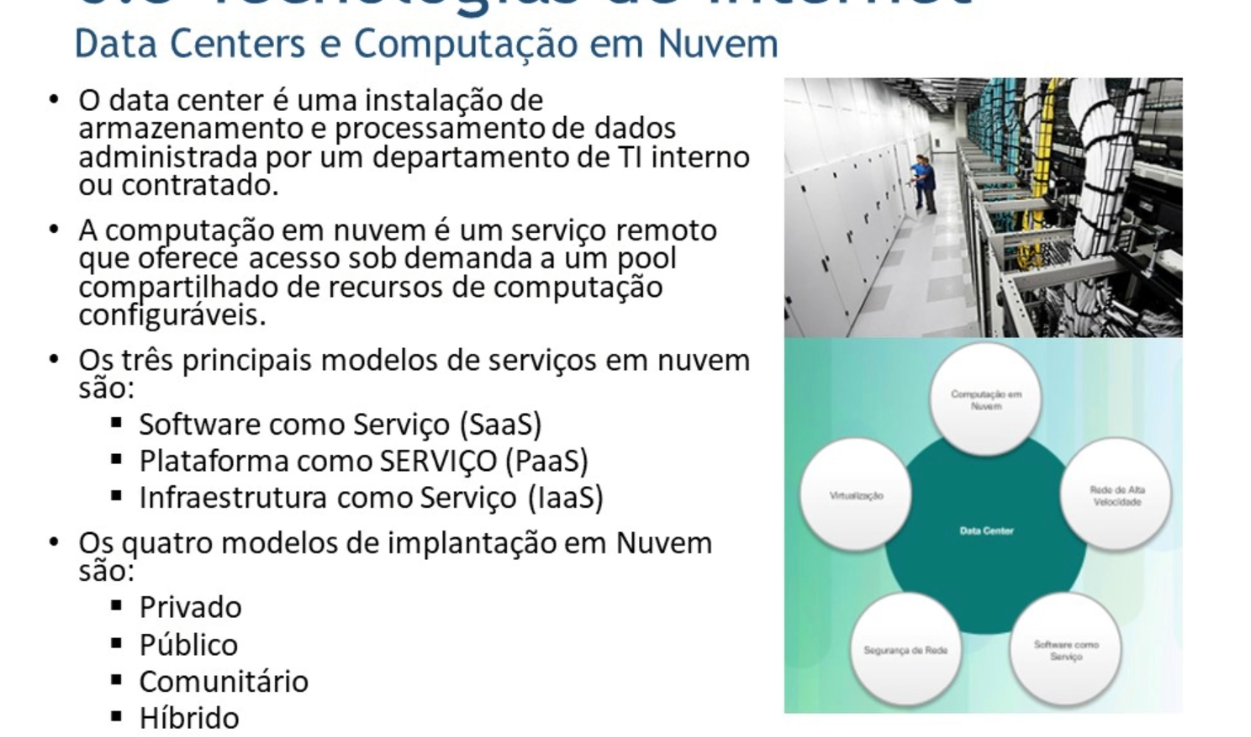 Tecnologias de Internet
Data Centers e Computação em Nuvem
• O data center é uma instalação de
armazenamento e processamento de dados
administrada por um departamento de TI interno
ou contratado.
• A computação em nuvem é um serviço remoto
que oferece acesso sob demanda a um pool
compartilhado de recursos de computação
configuráveis.
• Os três principais modelos de serviços em nuvem
são:
▪ Software como Serviço (SaaS)
▪ Plataforma como SERVIÇO (PaaS)
▪ Infraestrutura como Serviço (IaaS)
• Os quatro modelos de implantação em Nuvem
são:
▪ Privado
▪ Público
▪ Comunitário
▪ Híbrido
Computação em
Nuvem
Virtualização
Rede de Alta
Velocidade
Data Center
Segurança de Rede
Software como
Serviço